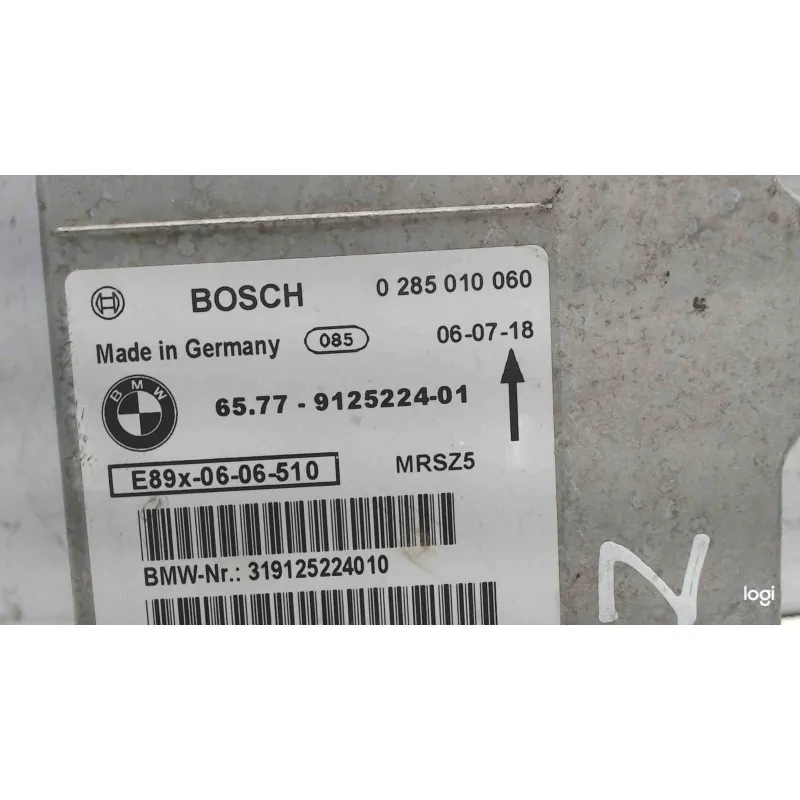 BOSCH 0 285 010 060
Made in Germany 085 06-07-18
BMW
65.77 - 9125224-01
E89x-06-06-510 MRSZ5
BMW-Nr.: 319125224010
N
logi